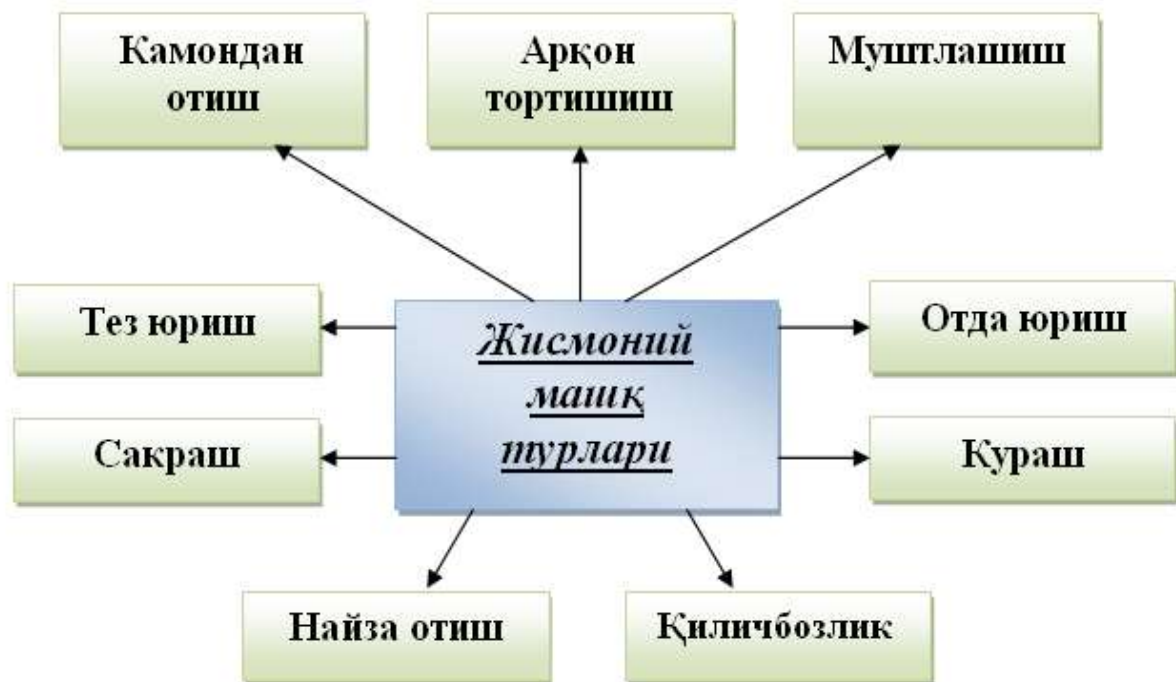 Камондан
отиш
Арқон
тортишиш
Муштлашиш
Тез юриш
Жисмоний
машқ
турлари
Отда юриш
Сакраш
Кураш
Найза отиш
Қиличбозлик